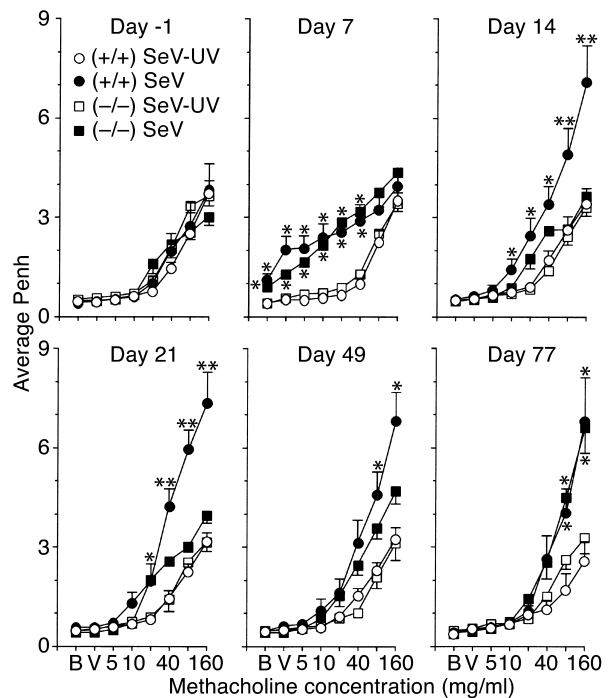 Day -1
Day 7
Day 14
(+/+) SeV-UV
(+/+) SeV
(−/−) SeV-UV
(−/−) SeV
9
6
3
0
** ** * * *
* * * * * * * * * * * *
Average Penh
Day 21
Day 49
Day 77
9
6
3
0
** ** ** *
* *
* * * *
B V 5 10 40 160
B V 5 10 40 160
B V 5 10 40 160
Methacholine concentration (mg/ml)